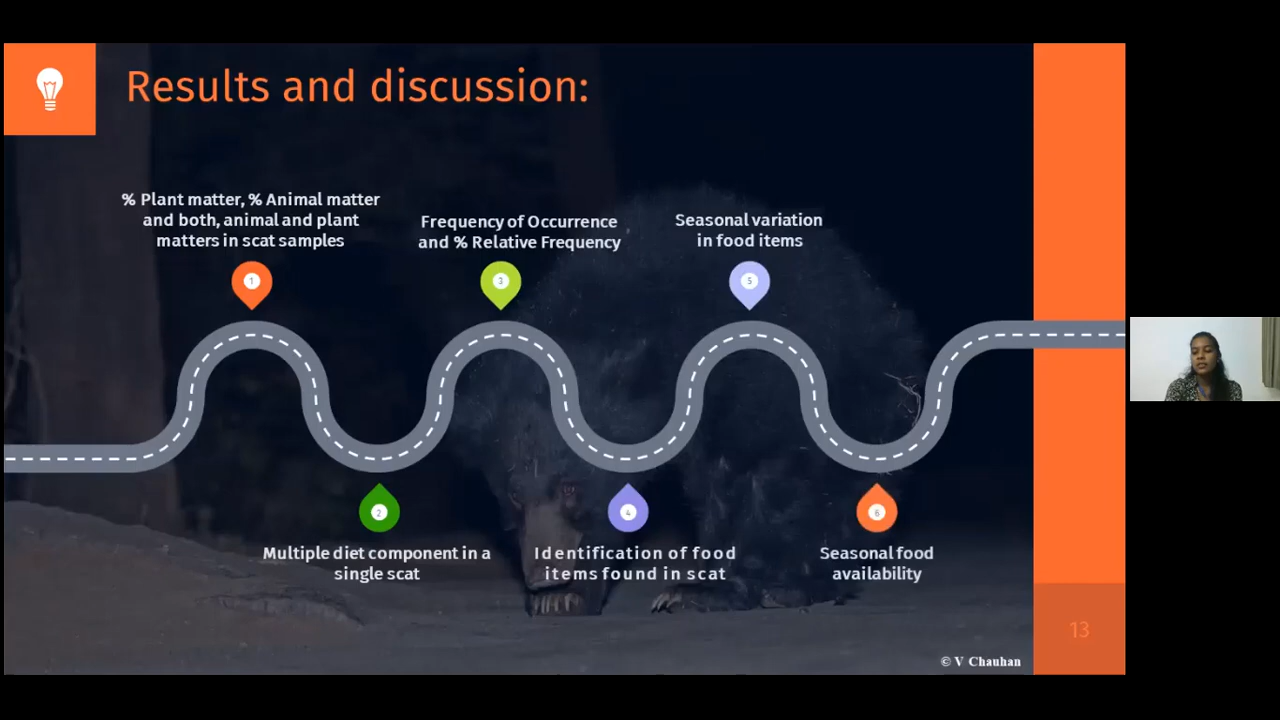 Results and discussion:
% Plant matter, % Animal matter
and both, animal and plant
matters in scat samples
Frequency of Occurrence
and % Relative Frequency
Seasonal variation
in food items
1
3
5
2
4
6
Multiple diet component in a
single scat
Identification of food
items found in scat
Seasonal food
availability
13
© V Chauhan